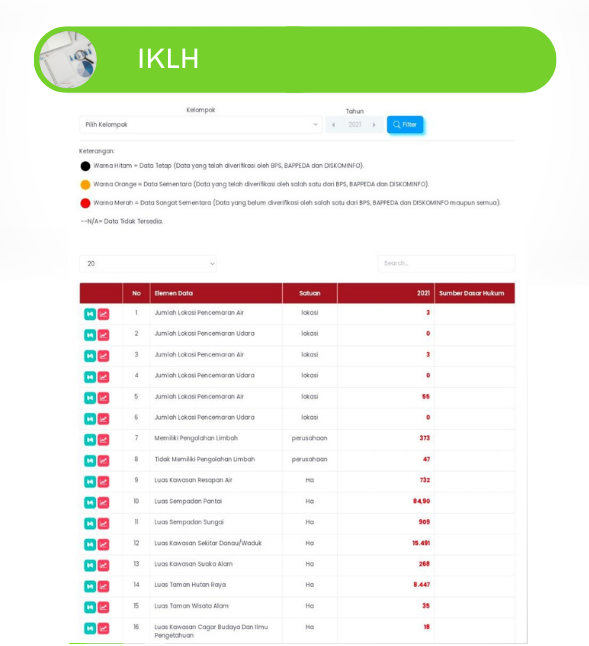 IKLH
Kelompok
Tahun
Pilih Kelompok
2021
Filter
Keterangan:
Warna Hitam = Data Tetap (Data yang telah diverifikasi oleh BPS, BAPPEDA dan DISKOMINFO).
Warna Orange = Data Sementara (Data yang telah diverifikasi oleh salah satu dari BPS, BAPPEDA dan DISKOMINFO).
Warna Merah = Data Sangat Sementara (Data yang belum diverifikasi oleh salah satu dari BPS, BAPPEDA dan DISKOMINFO maupun semua).
--N/A= Data Tidak Tersedia.
20
Search...
No Elemen Data Satuan 2021 Sumber Dasar Hukum
1 Jumlah Lokasi Pencemaran Air lokasi 3
2 Jumlah Lokasi Pencemaran Udara lokasi 0
3 Jumlah Lokasi Pencemaran Air lokasi 3
4 Jumlah Lokasi Pencemaran Udara lokasi 0
5 Jumlah Lokasi Pencemaran Air lokasi 55
6 Jumlah Lokasi Pencemaran Udara lokasi 0
7 Memiliki Pengolahan Limbah perusahaan 373
8 Tidak Memiliki Pengolahan Limbah perusahaan 47
9 Luas Kawasan Resapan Air Ha 732
10 Luas Sempadan Pantai Ha 84,90
11 Luas Sempadan Sungai Ha 909
12 Luas Kawasan Sekitar Danau/Waduk Ha 15.491
13 Luas Kawasan Suaka Alam Ha 268
14 Luas Taman Hutan Raya Ha 8.447
15 Luas Taman Wisata Alam Ha 35
16 Luas Kawasan Cagar Budaya Dan Ilmu Ha 18
Pengetahuan